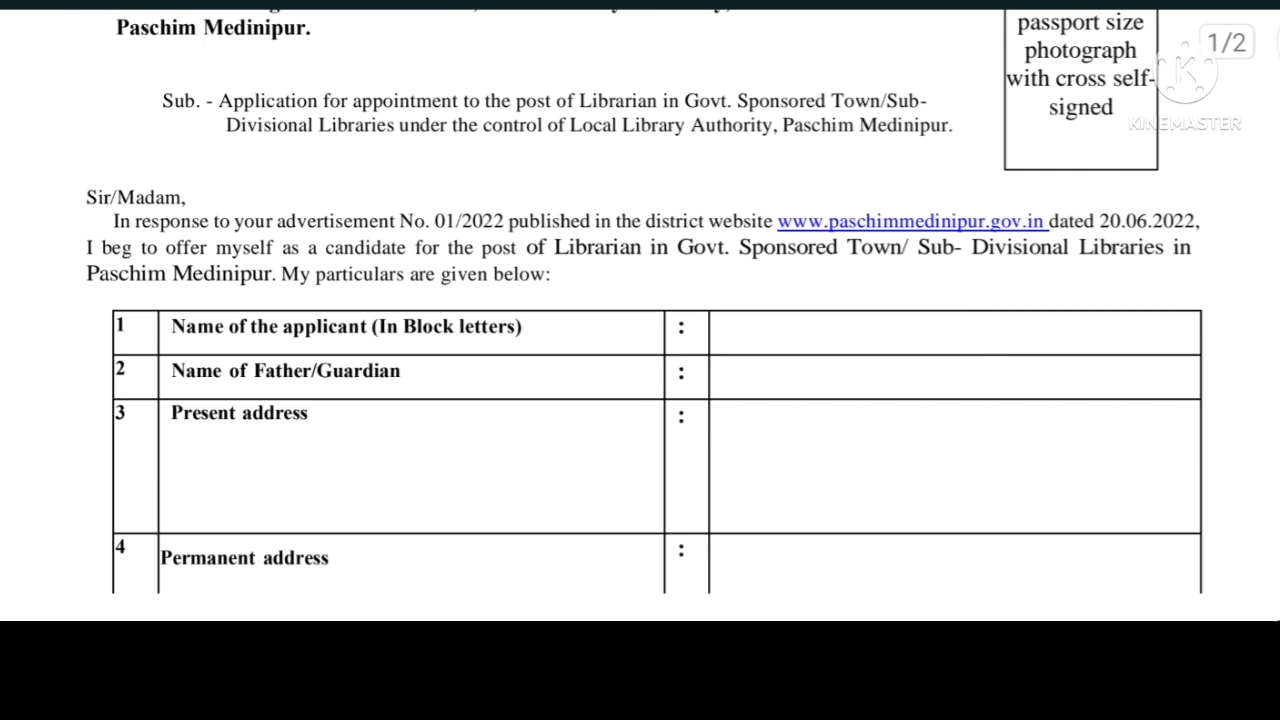 Paschim Medinipur.
passport size
photograph
with cross self-
signed
1/2
KINEMASTER
Sub. - Application for appointment to the post of Librarian in Govt. Sponsored Town/Sub-
Divisional Libraries under the control of Local Library Authority, Paschim Medinipur.
Sir/Madam,
In response to your advertisement No. 01/2022 published in the district website www.paschimmedinipur.gov.in dated 20.06.2022,
I beg to offer myself as a candidate for the post of Librarian in Govt. Sponsored Town/ Sub- Divisional Libraries in
Paschim Medinipur. My particulars are given below:
1 Name of the applicant (In Block letters) :
2 Name of Father/Guardian :
3 Present address :
4 Permanent address :